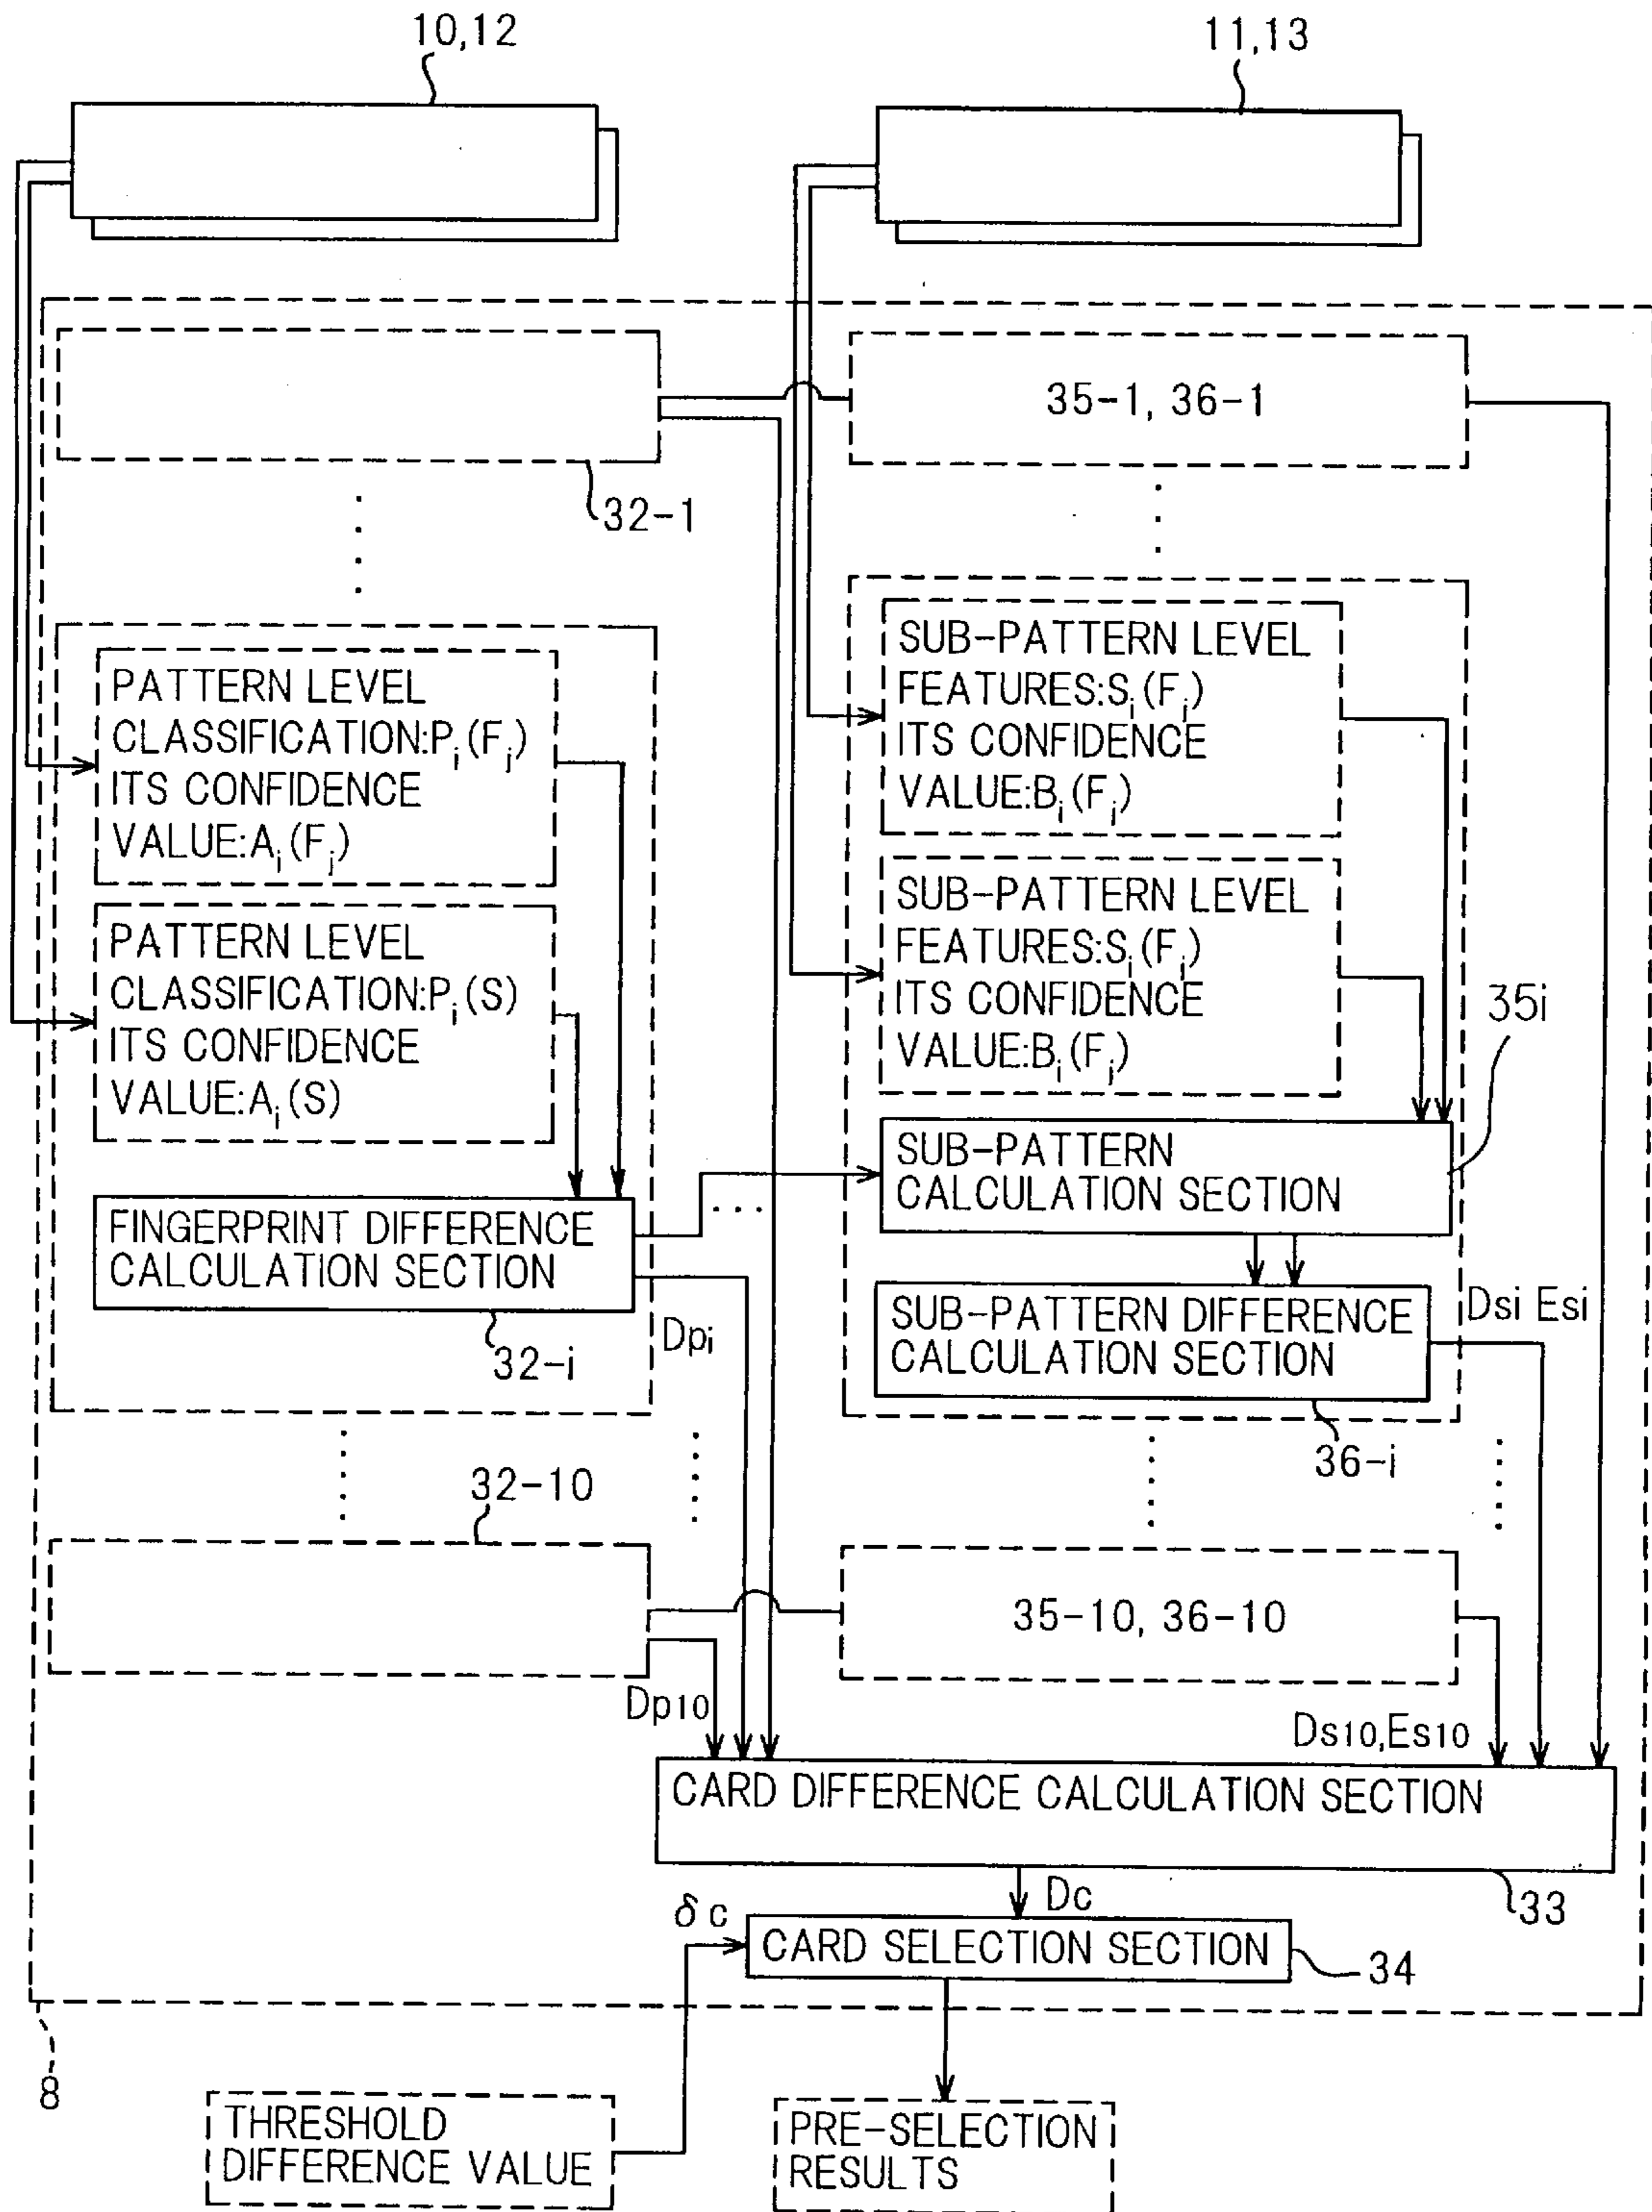 10,12
11,13
35-1, 36-1
32-1
PATTERN LEVEL
CLASSIFICATION:Pi(Fj)
ITS CONFIDENCE
VALUE:Ai(Fj)
PATTERN LEVEL
CLASSIFICATION:Pi(S)
ITS CONFIDENCE
VALUE:Ai(S)
FINGERPRINT DIFFERENCE
CALCULATION SECTION
32-i
Dpi
...
SUB-PATTERN LEVEL
FEATURES:Si(Fj)
ITS CONFIDENCE
VALUE:Bi(Fj)
SUB-PATTERN LEVEL
FEATURES:Si(Fj)
ITS CONFIDENCE
VALUE:Bi(Fj)
35i
SUB-PATTERN
CALCULATION SECTION
SUB-PATTERN DIFFERENCE
CALCULATION SECTION
Dsi Esi
36-i
32-10
35-10, 36-10
Dp10
Ds10,Es10
CARD DIFFERENCE CALCULATION SECTION
33
Dc
δc
CARD SELECTION SECTION
34
8
THRESHOLD
DIFFERENCE VALUE
PRE-SELECTION
RESULTS